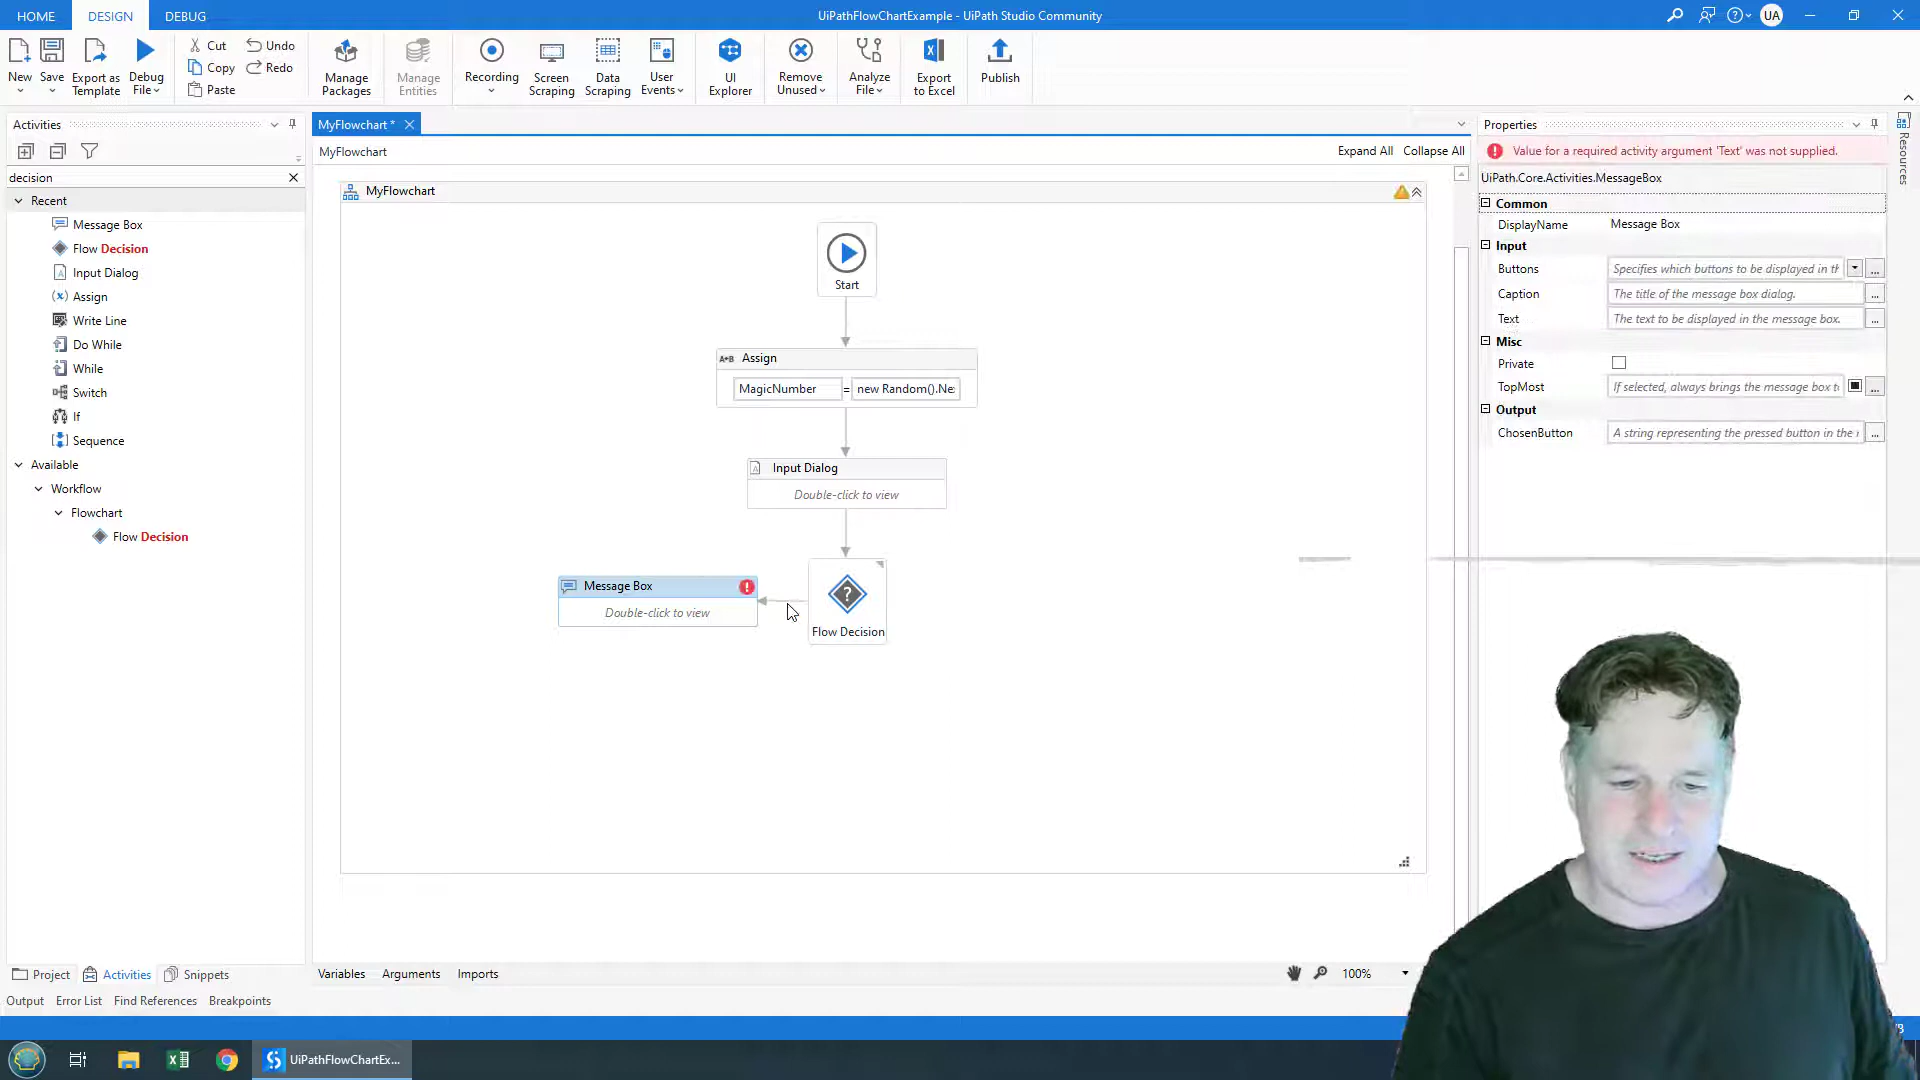 HOME
DESIGN
DEBUG
UiPathFlowChartExample - UiPath Studio Community
UA
New
Save
Export as
Template
Debug
File
Cut
Copy
Paste
Undo
Redo
Manage
Packages
Manage
Entities
Recording
Screen
Scraping
Data
Scraping
User
Events
UI
Explorer
Remove
Unused
Analyze
File
Export
to Excel
Publish
Activities
decision
Recent
Message Box
Flow Decision
Input Dialog
Assign
Write Line
Do While
While
Switch
If
Sequence
Available
Workflow
Flowchart
Flow Decision
MyFlowchart *
MyFlowchart
Expand All
Collapse All
MyFlowchart
Start
A*B Assign
MagicNumber = new Random().Ne
Input Dialog
Double-click to view
Message Box
Double-click to view
?
Flow Decision
Properties
Value for a required activity argument 'Text' was not supplied.
UiPath.Core.Activities.MessageBox
Common
DisplayName Message Box
Input
Buttons Specifies which buttons to be displayed in th
Caption The title of the message box dialog.
Text The text to be displayed in the message box.
Misc
Private
TopMost If selected, always brings the message box t
Output
ChosenButton A string representing the pressed button in the
Resources
Variables
Arguments
Imports
100%
Project
Activities
Snippets
Output
Error List
Find References
Breakpoints
UiPathFlowChartEx...